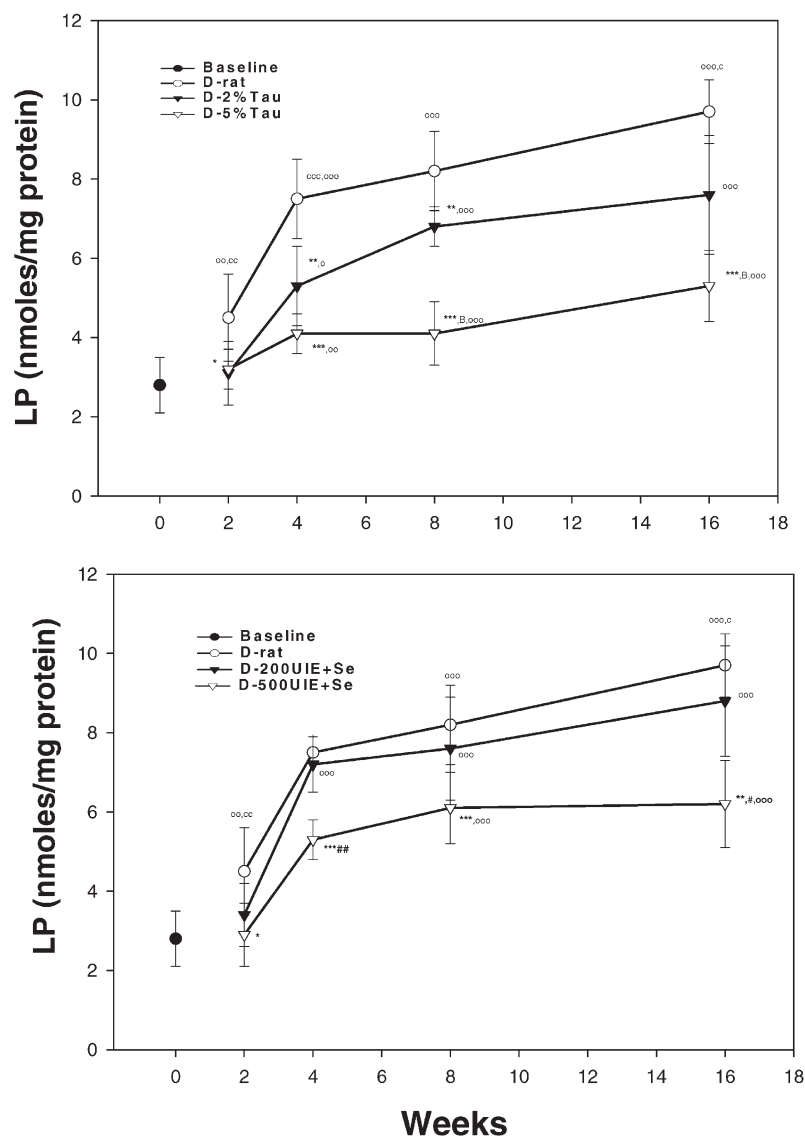 12
10
8
6
4
2
0
LP (nmoles/mg protein)
Baseline
D-rat
D-2%Tau
D-5%Tau
ooo,c
ooo
ccc,ooo
ooo
**,ooo
oo,cc
**,o
***,B,ooo
***,B,ooo
*
***,oo
0 2 4 6 8 10 12 14 16 18
12
10
8
6
4
2
0
LP (nmoles/mg protein)
Baseline
D-rat
D-200UIE+Se
D-500UIE+Se
ooo,c
ooo
ooo
ooo
ooo
oo,cc
**,#,ooo
***,ooo
***##
*
0 2 4 6 8 10 12 14 16 18
Weeks